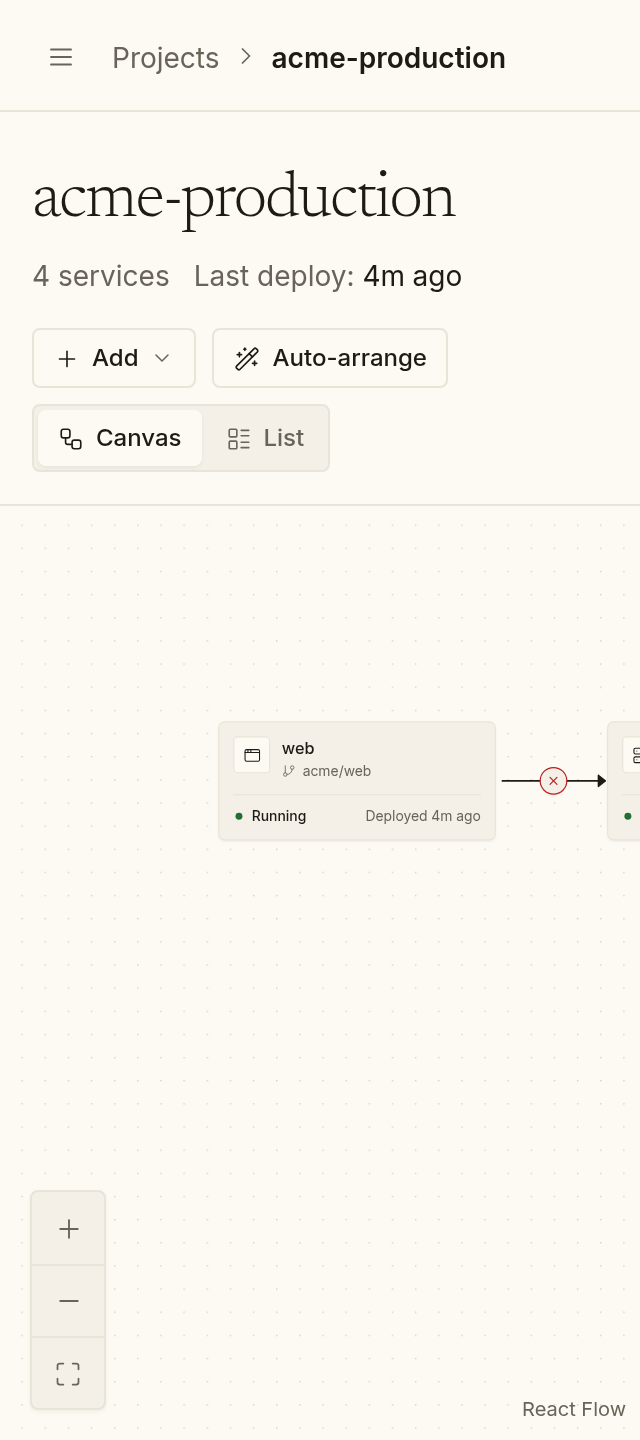 Projects acme-production
acme-production
4 services Last deploy: 4m ago
Add Auto-arrange
Canvas List
web
acme/web
Running Deployed 4m ago
React Flow